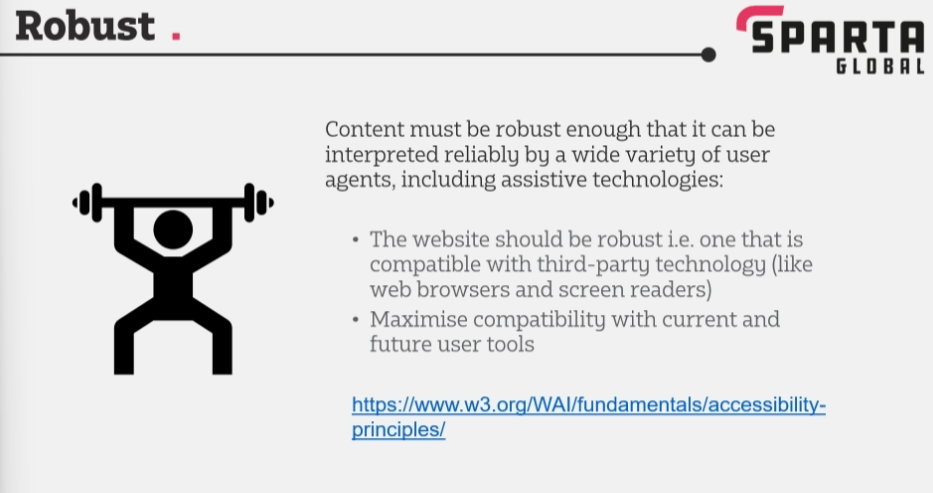 Robust .
SPARTA
GLOBAL
Content must be robust enough that it can be
interpreted reliably by a wide variety of user
agents, including assistive technologies:
• The website should be robust i.e. one that is
compatible with third-party technology (like
web browsers and screen readers)
• Maximise compatibility with current and
future user tools
https://www.w3.org/WAI/fundamentals/accessibility-
principles/